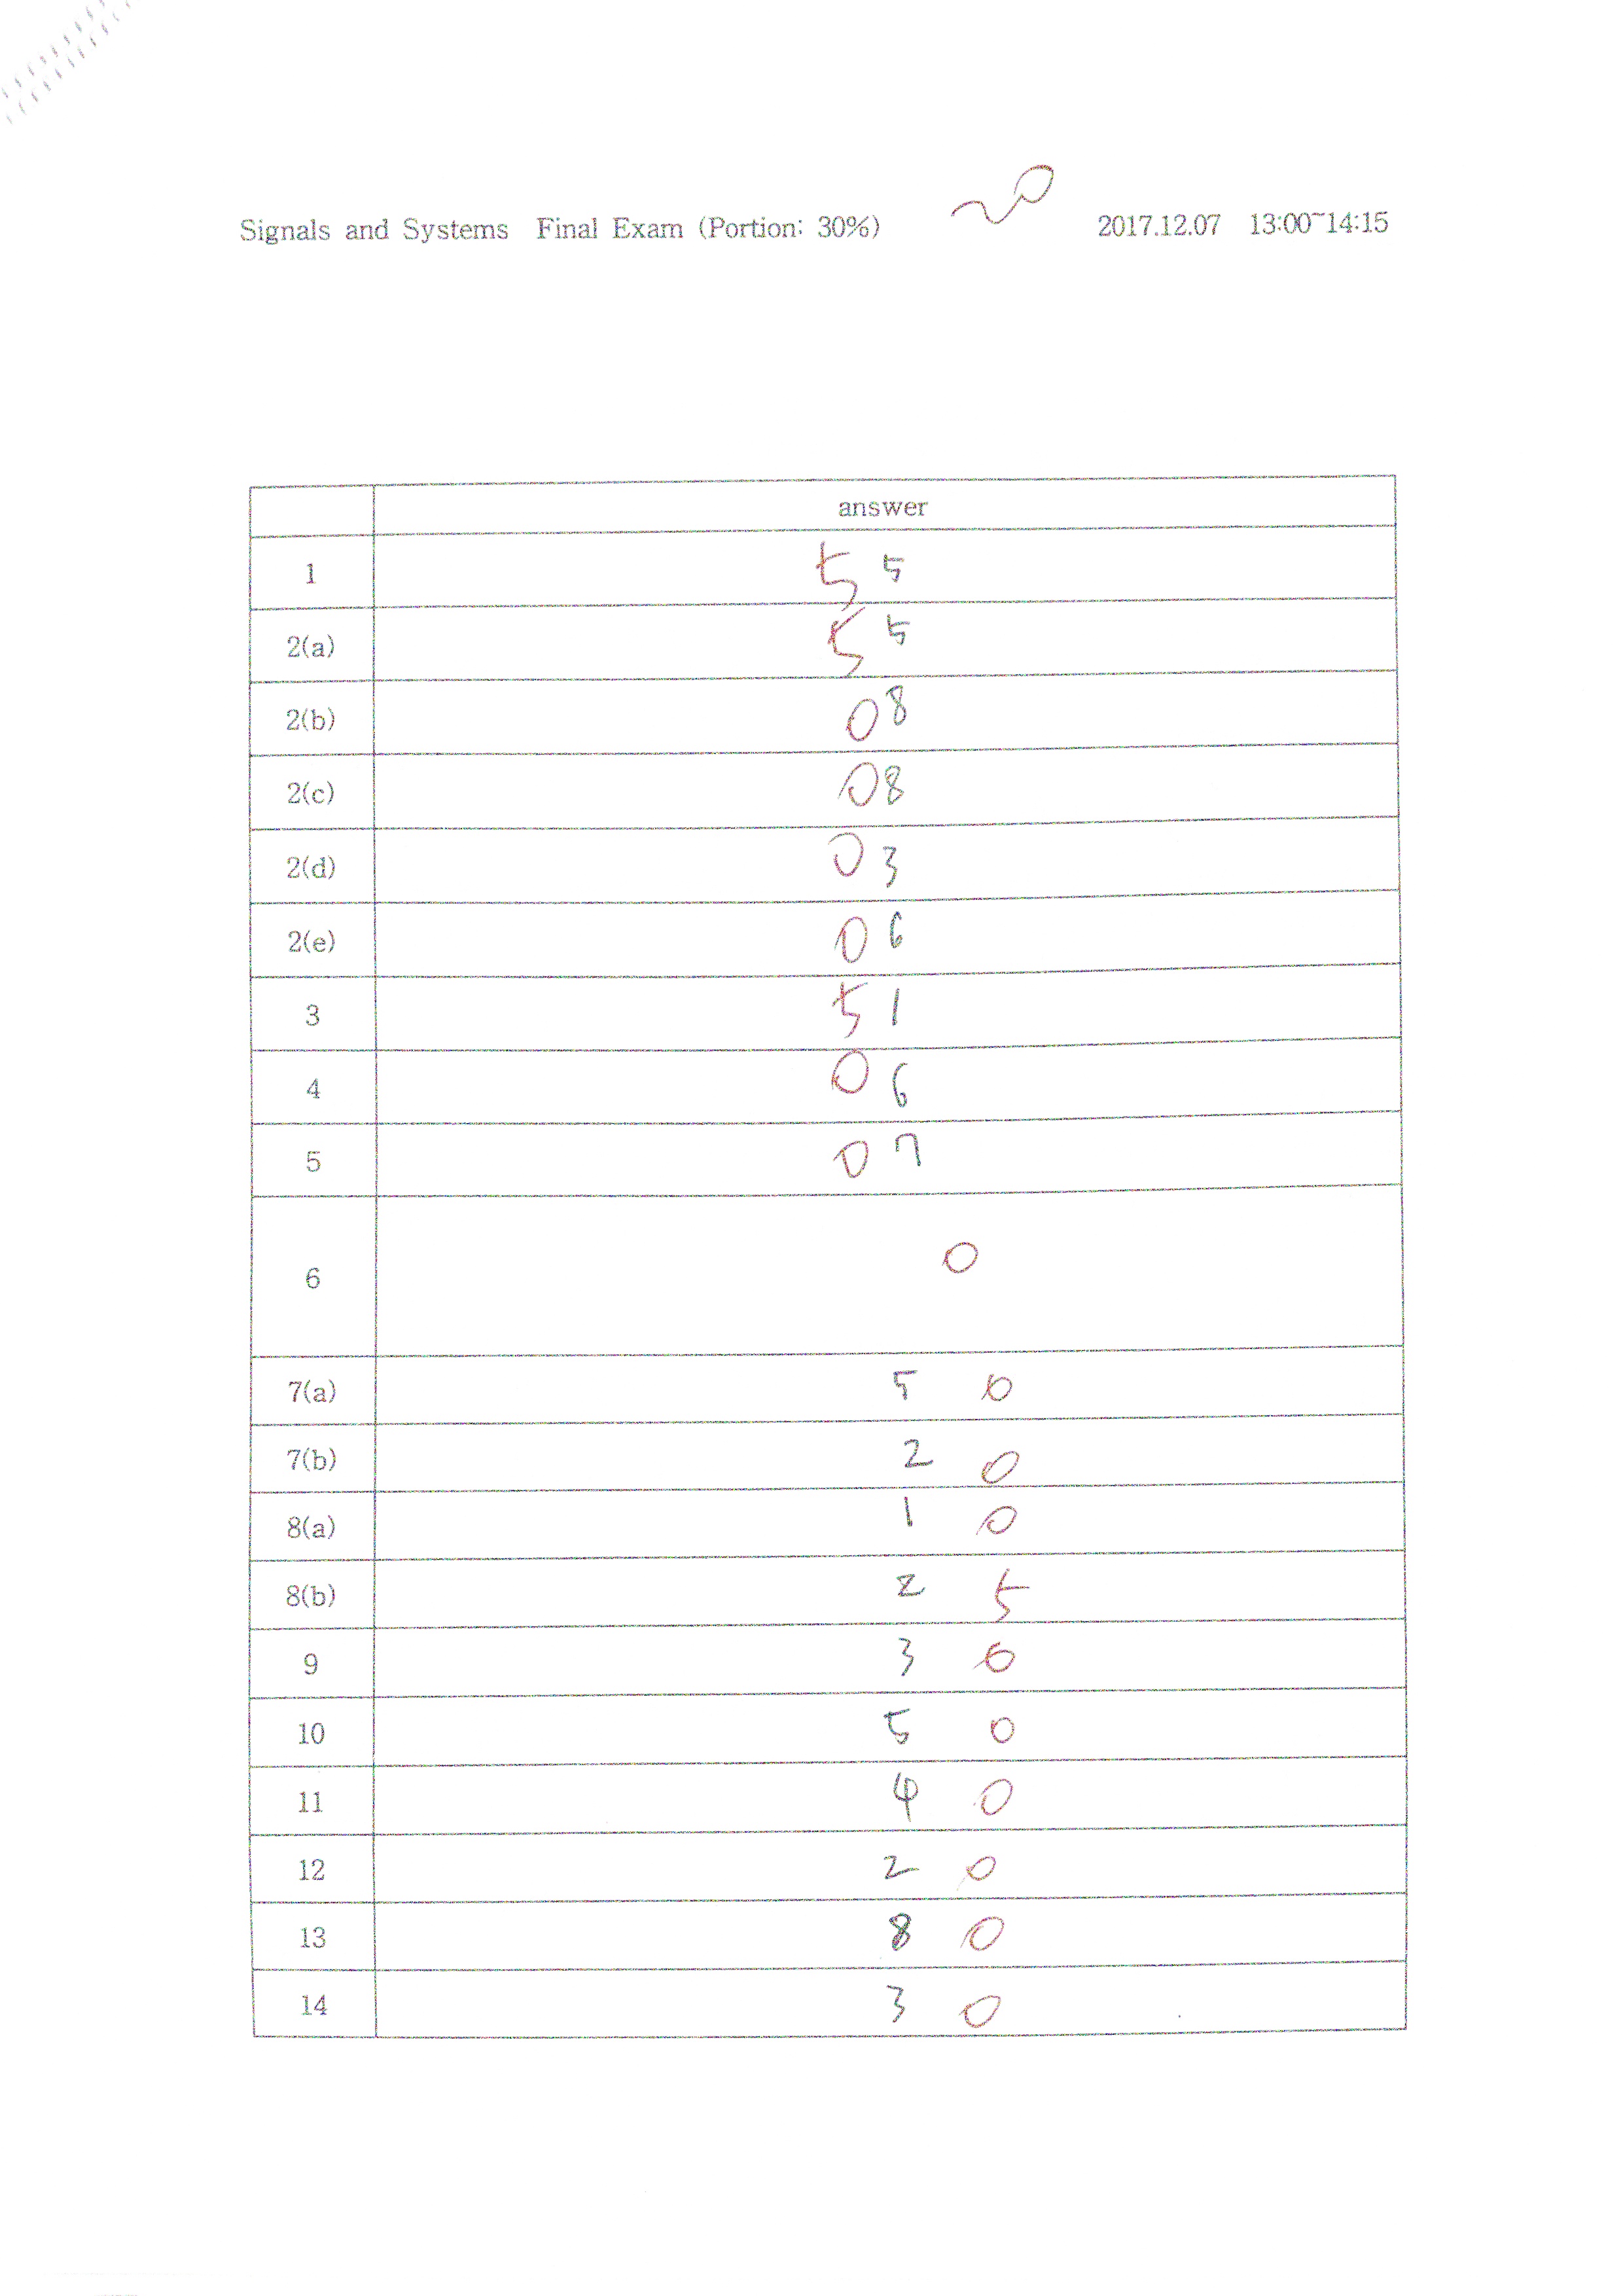 20
Signals and Systems Final Exam (Portion: 30%) 2017.12.07 13:00~14:15
answer
1 5 5
2(a) 5 5
2(b) 0 8
2(c) 0 8
2(d) 0 3
2(e) 0 6
3 5 1
4 0 6
5 0 7
6 0
7(a) 5 0
7(b) 2 0
8(a) 1 0
8(b) 2 5
9 3 0
10 5 0
11 4 0
12 2 0
13 8 0
14 3 0